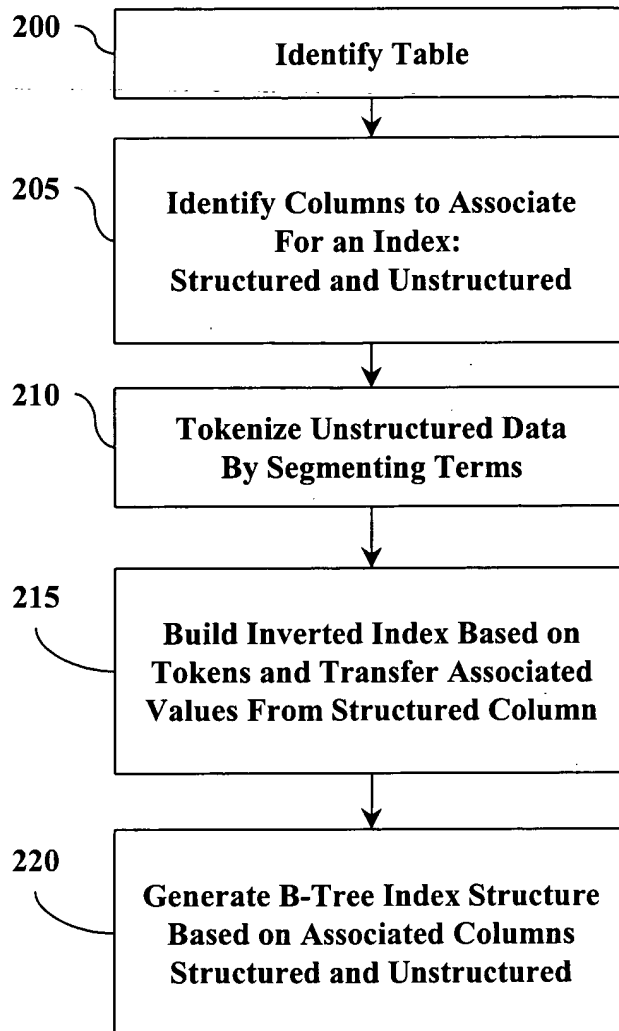 200
Identify Table
205
Identify Columns to Associate
For an Index:
Structured and Unstructured
210
Tokenize Unstructured Data
By Segmenting Terms
215
Build Inverted Index Based on
Tokens and Transfer Associated
Values From Structured Column
220
Generate B-Tree Index Structure
Based on Associated Columns
Structured and Unstructured